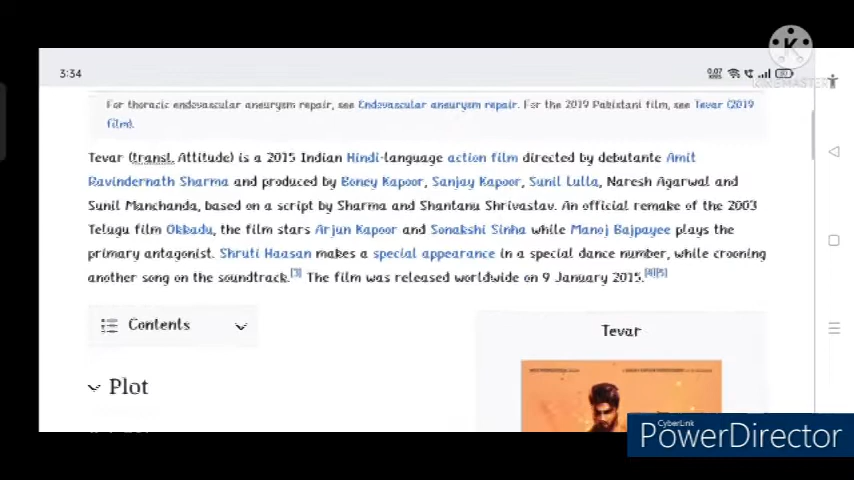 3:34
For thoracic endovascular aneurysm repair, see Endovascular aneurysm repair. For the 2019 Pakistani film, see Tevar (2019
film).
Tevar (transl. Attitude) is a 2015 Indian Hindi-language action film directed by debutante Amit
Ravindernath Sharma and produced by Boney Kapoor, Sanjay Kapoor, Sunil Lulla, Naresh Agarwal and
Sunil Manchanda, based on a script by Sharma and Shantanu Shrivastav. An official remake of the 2003
Telugu film Okkadu, the film stars Arjun Kapoor and Sonakshi Sinha while Manoj Bajpayee plays the
primary antagonist. Shruti Haasan makes a special appearance in a special dance number, while crooning
another song on the soundtrack.[3] The film was released worldwide on 9 January 2015.[4][5]
Contents
Tevar
Plot
CyberLink
PowerDirector
KINEMASTER